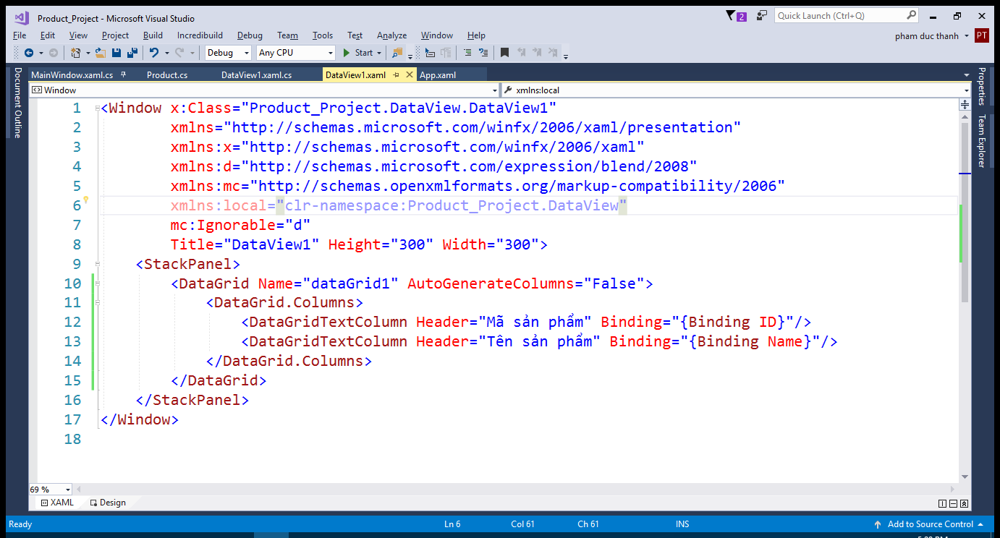 Product_Project - Microsoft Visual Studio
2
Quick Launch (Ctrl+Q)
File Edit View Project Build Incredibuild Debug Team Tools Test Analyze Window Help
pham duc thanh PT
Debug Any CPU Start
MainWindow.xaml.cs Product.cs DataView1.xaml.cs DataView1.xaml App.xaml
Window xmlns:local
Document Outline
Properties
Team Explorer
1 <Window x:Class="Product_Project.DataView.DataView1"
2 xmlns="http://schemas.microsoft.com/winfx/2006/xaml/presentation"
3 xmlns:x="http://schemas.microsoft.com/winfx/2006/xaml"
4 xmlns:d="http://schemas.microsoft.com/expression/blend/2008"
5 xmlns:mc="http://schemas.openxmlformats.org/markup-compatibility/2006"
6 xmlns:local="clr-namespace:Product_Project.DataView"
7 mc:Ignorable="d"
8 Title="DataView1" Height="300" Width="300">
9 <StackPanel>
10 <DataGrid Name="dataGrid1" AutoGenerateColumns="False">
11 <DataGrid.Columns>
12 <DataGridTextColumn Header="Mã sản phẩm" Binding="{Binding ID}"/>
13 <DataGridTextColumn Header="Tên sản phẩm" Binding="{Binding Name}"/>
14 </DataGrid.Columns>
15 </DataGrid>
16 </StackPanel>
17 </Window>
18
69 %
XAML Design
Ready Ln 6 Col 61 Ch 61 INS Add to Source Control